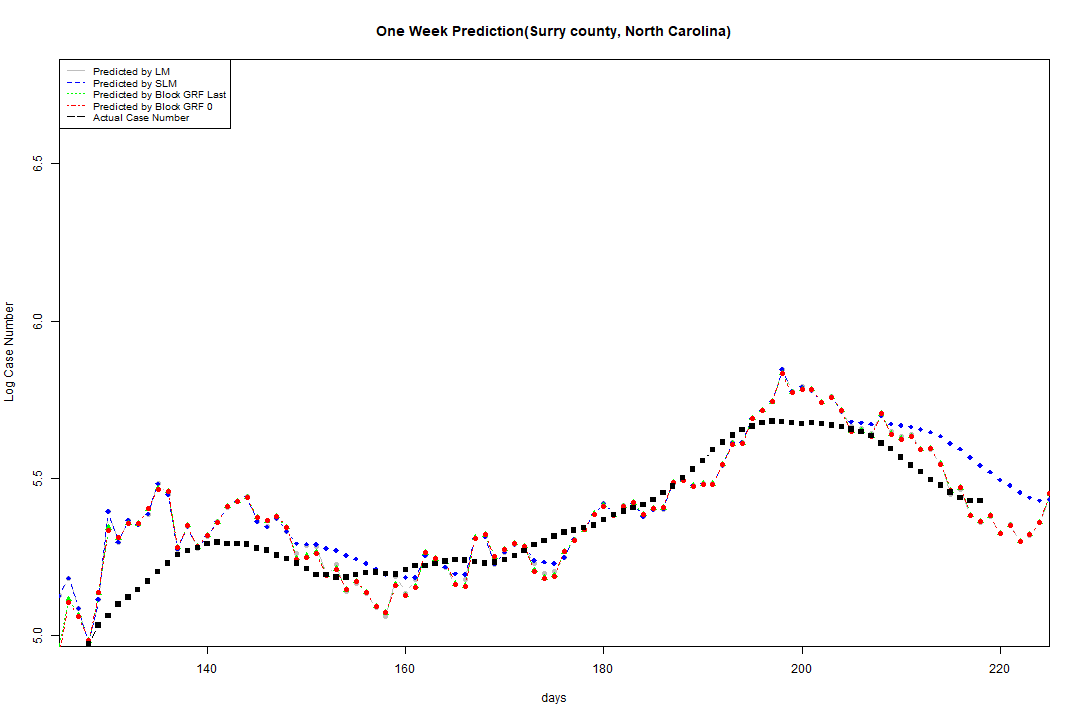 One Week Prediction(Surry county, North Carolina)
Predicted by LM
Predicted by SLM
Predicted by Block GRF Last
Predicted by Block GRF 0
Actual Case Number
6.5
6.0
5.5
5.0
Log Case Number
140 160 180 200 220
days